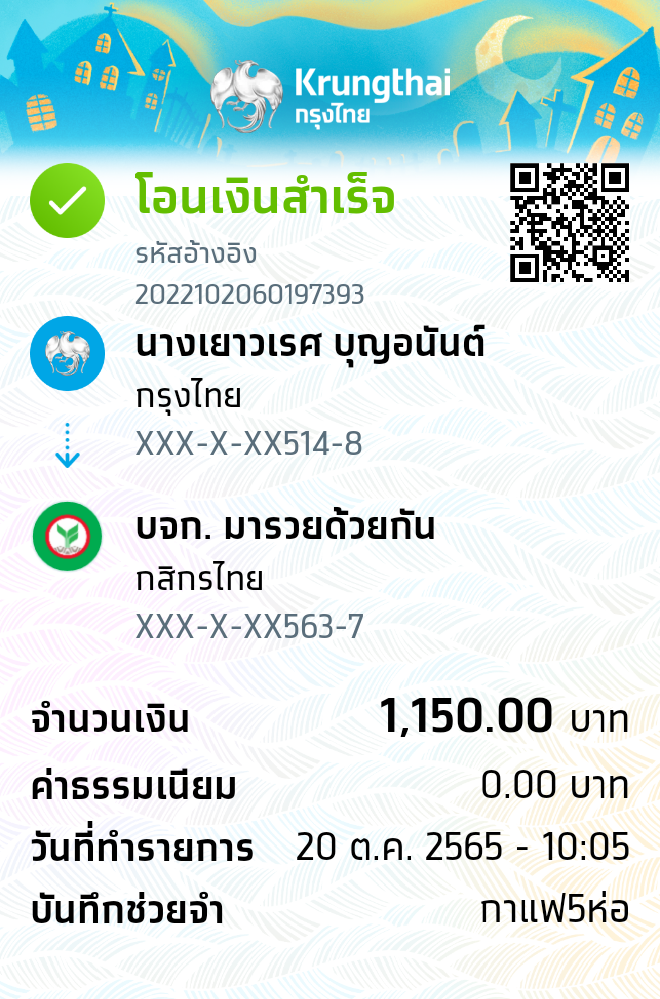 Krungthai
กรุงไทย
โอนเงินสำเร็จ
รหัสอ้างอิง
2022102060197393
นางเยาวเรศ บุญอนันต์
กรุงไทย
XXX-X-XX514-8
บจก. มารวยด้วยกัน
กสิกรไทย
XXX-X-XX563-7
จำนวนเงิน 1,150.00 บาท
ค่าธรรมเนียม 0.00 บาท
วันที่ทำรายการ 20 ต.ค. 2565 - 10:05
บันทึกช่วยจำ กาแฟ5ห่อ